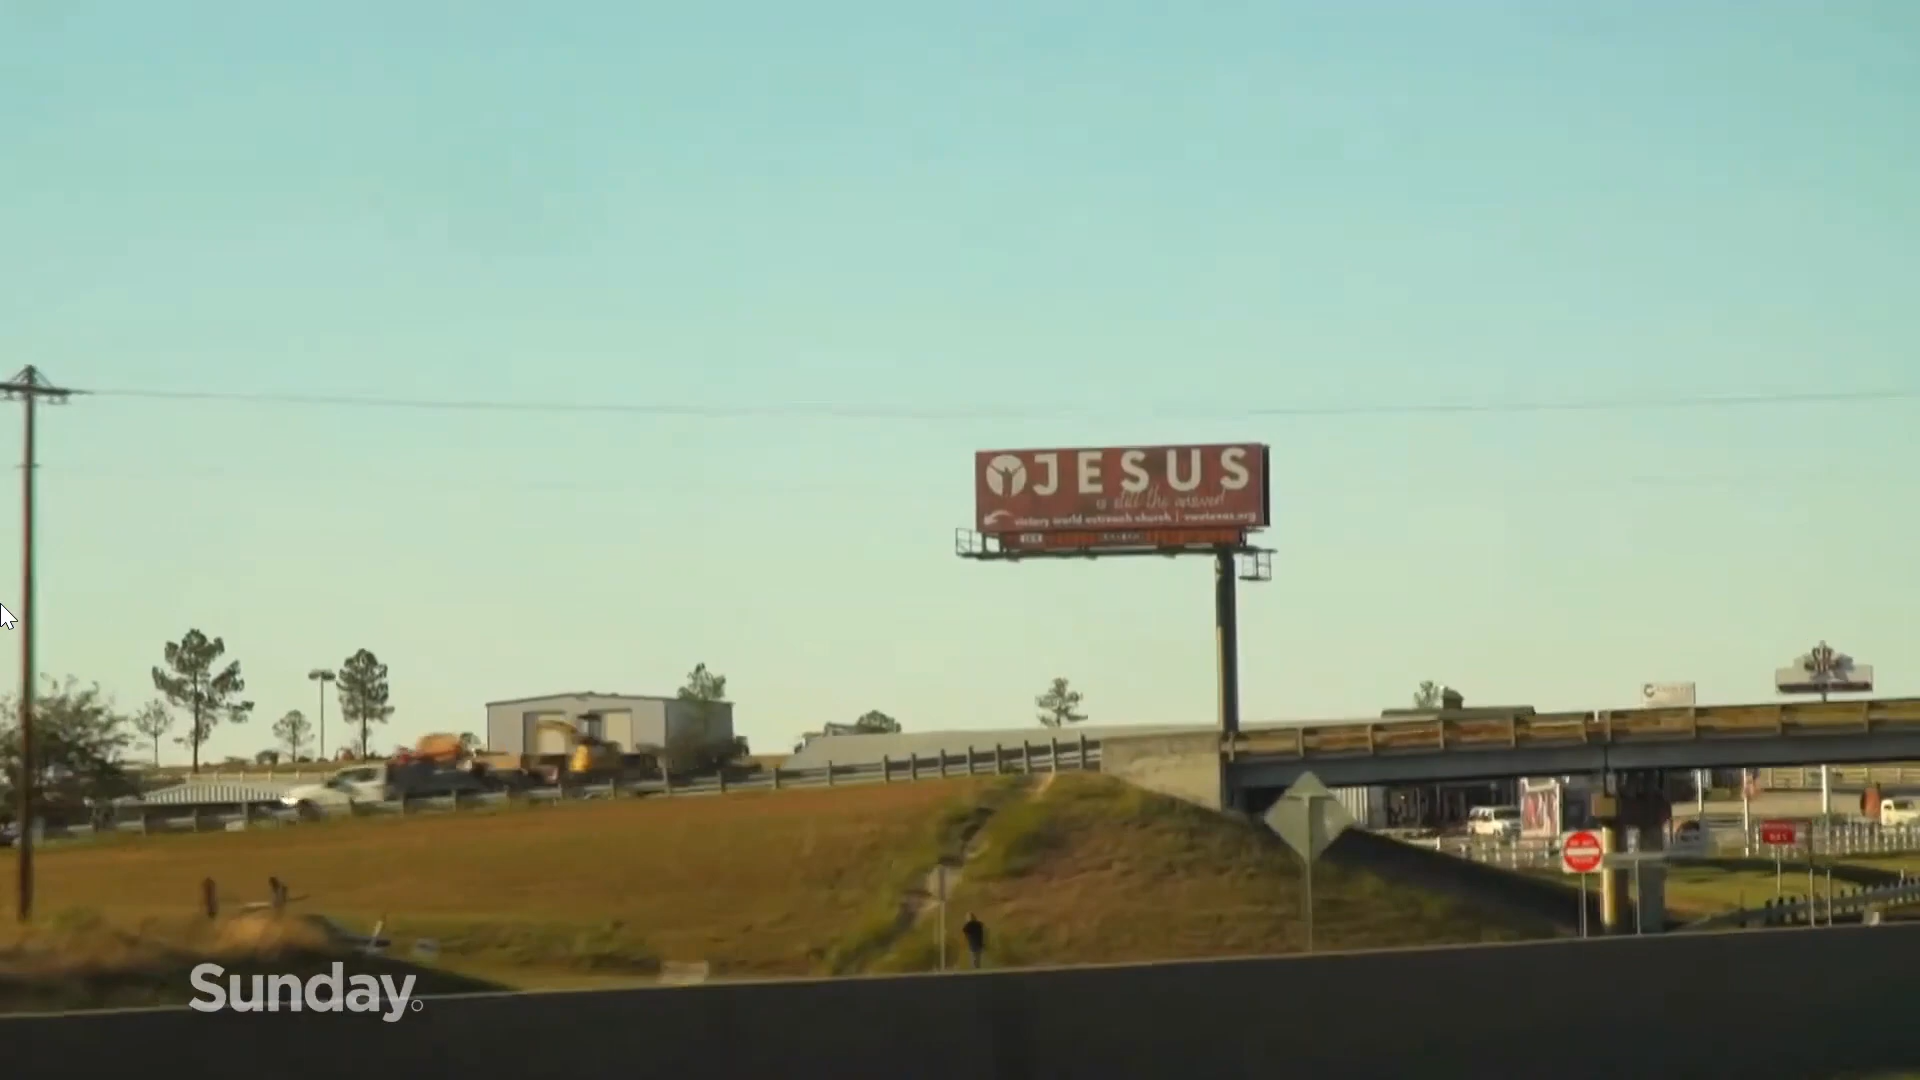 JESUS
is still the answer!
victory world outreach church | vwotexas.org
Sunday.